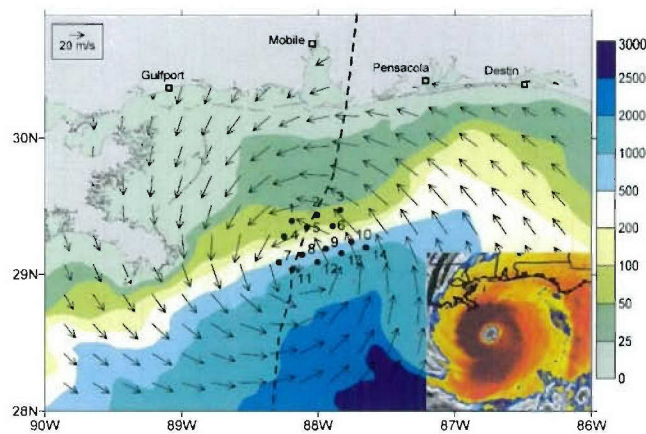 20 m/s
Mobile
Gulfport
Pensacola
Destin
3000
2500
2000
1000
500
200
100
50
25
0
30N
29N
28N
1 2 3
4 5 6
7 8 9 10
11 12 13 14
90W 89W 88W 87W 86W